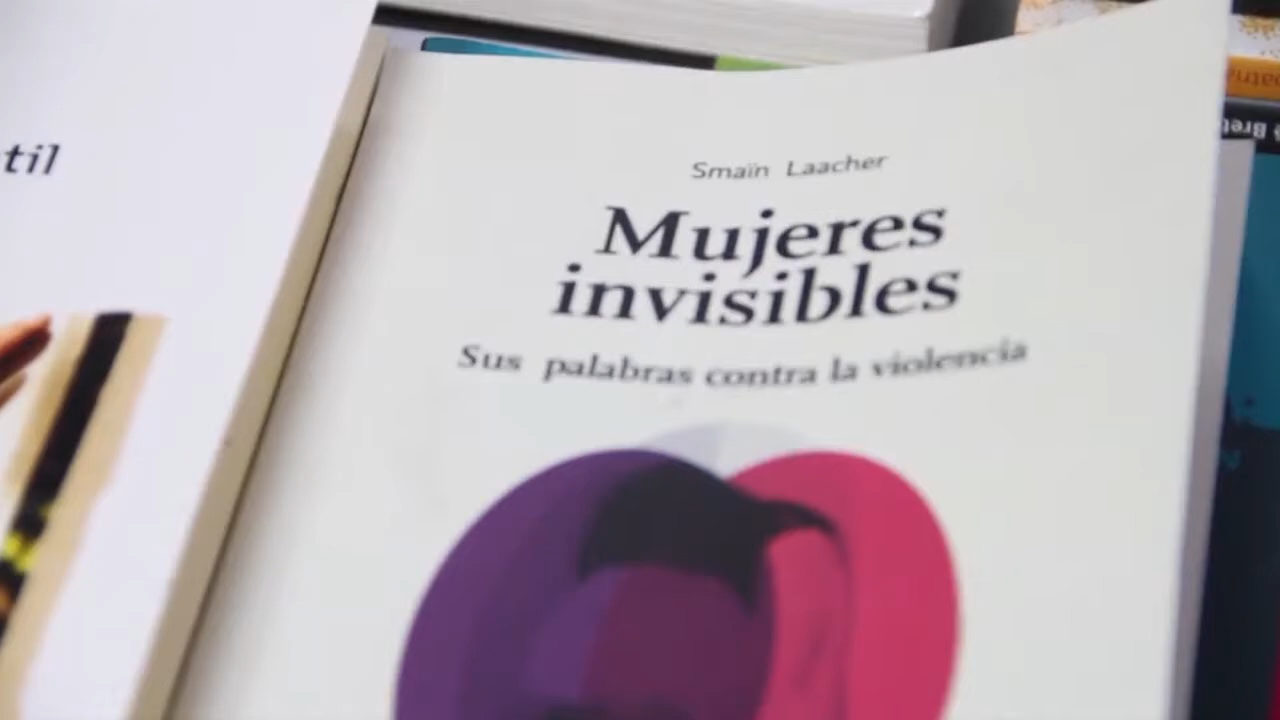 til
Smaïn Laacher
Mujeres
invisibles
Sus palabras contra la violencia